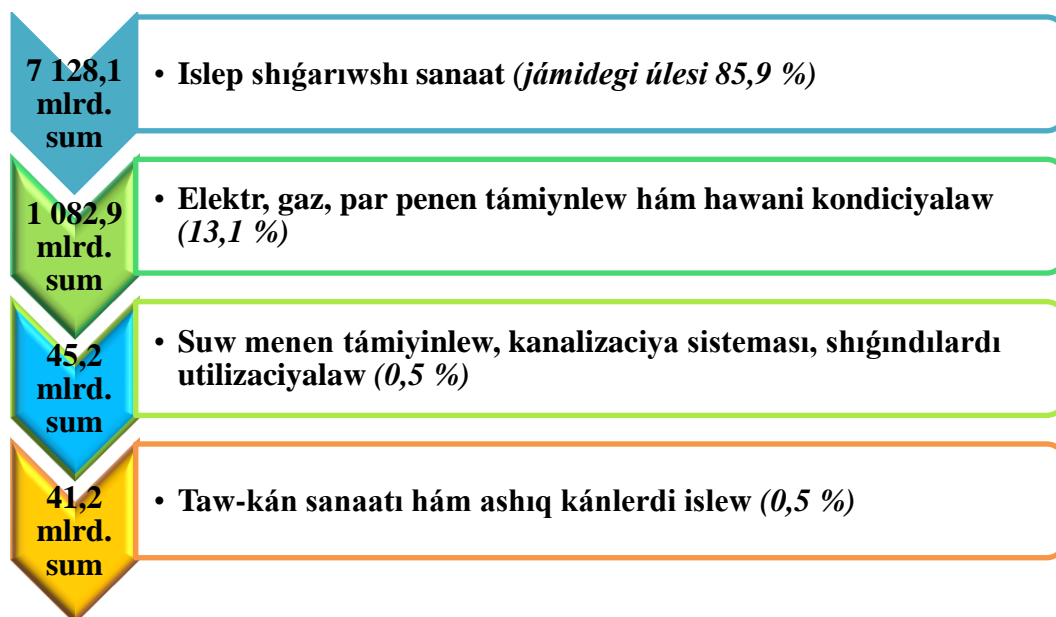 7 128,1
mlrd.
sum
• Islep shıǵarıwshı sanaat (jámidegi úlesi 85,9 %)
1 082,9
mlrd.
sum
• Elektr, gaz, par penen támiynlew hám hawani kondiciyalaw
(13,1 %)
45,2
mlrd.
sum
• Suw menen támiyinlew, kanalizaciya sisteması, shıǵındılardı
utilizaciyalaw (0,5 %)
41,2
mlrd.
sum
• Taw-kán sanaatı hám ashıq kánlerdi islew (0,5 %)